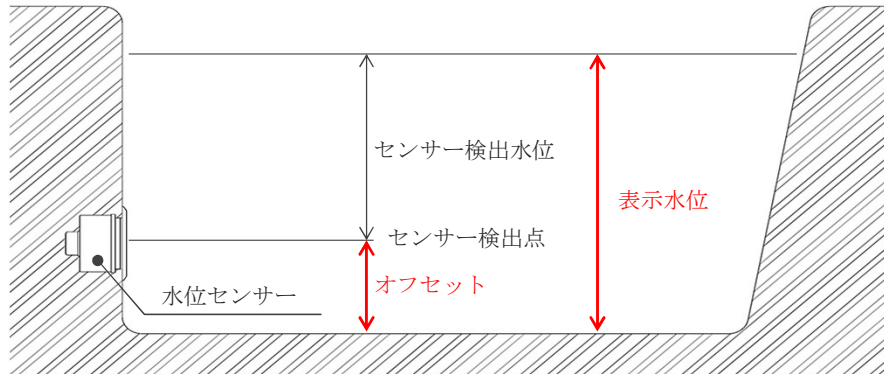 センサー検出水位
表示水位
センサー検出点
オフセット
水位センサー